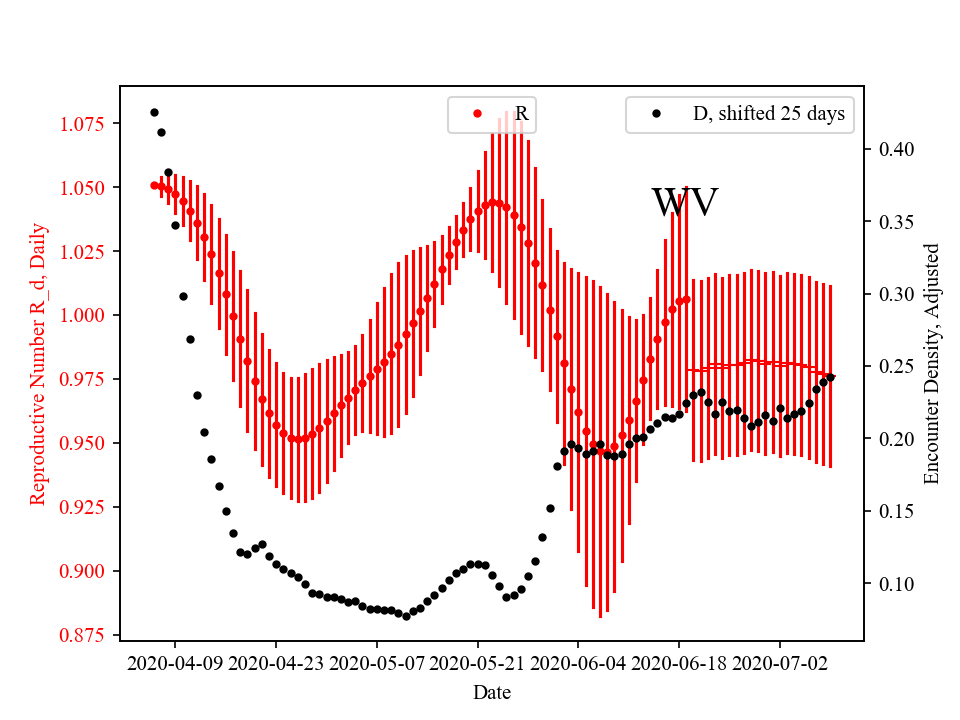 R
D, shifted 25 days
WV
1.075
1.050
1.025
1.000
0.975
0.950
0.925
0.900
0.875
Reproductive Number R_d, Daily
0.40
0.35
0.30
0.25
0.20
0.15
0.10
Encounter Density, Adjusted
2020-04-09 2020-04-23 2020-05-07 2020-05-21 2020-06-04 2020-06-18 2020-07-02
Date